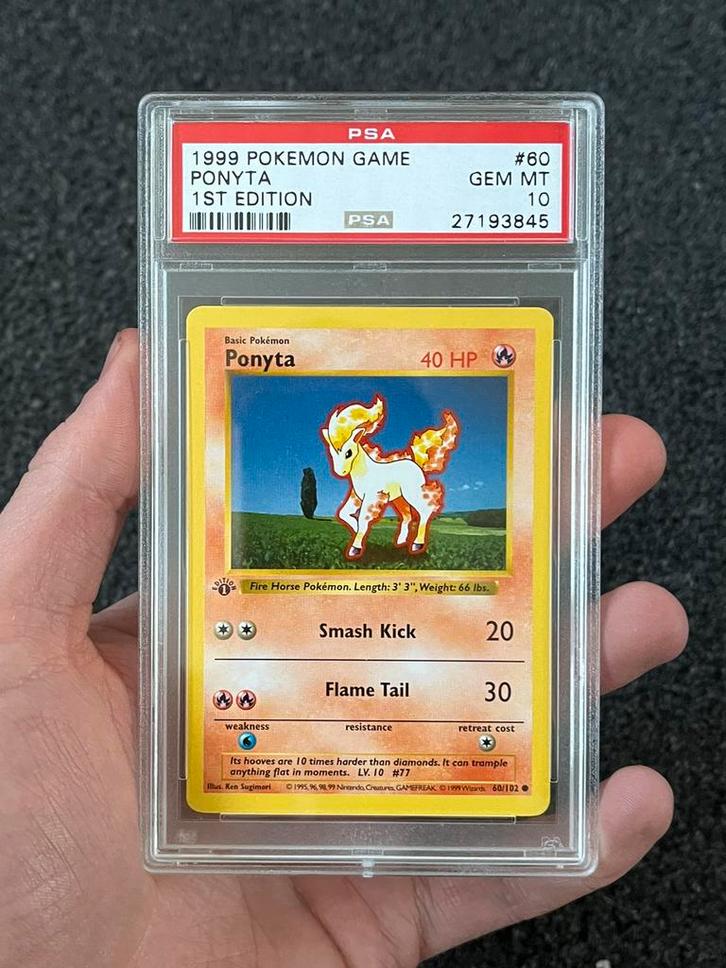 PSA
1999 POKEMON GAME #60
PONYTA GEM MT
1ST EDITION 10
PSA 27193845
Basic Pokémon
Ponyta 40 HP
EDITION
1
Fire Horse Pokémon. Length: 3' 3", Weight: 66 lbs.
Smash Kick 20
Flame Tail 30
weakness resistance retreat cost
Its hooves are 10 times harder than diamonds. It can trample
anything flat in moments. LV. 10 #77
Illus. Ken Sugimori © 1995, 96, 98, 99 Nintendo, Creatures, GAMEFREAK. © 1999 Wizards. 60/102